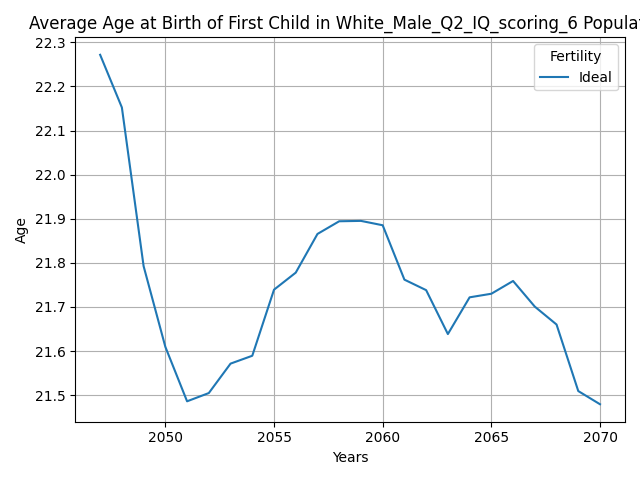 Average Age at Birth of First Child in White_Male_Q2_IQ_scoring_6 Populat
Fertility
Ideal
22.3
22.2
22.1
22.0
21.9
21.8
21.7
21.6
21.5
Age
2050 2055 2060 2065 2070
Years